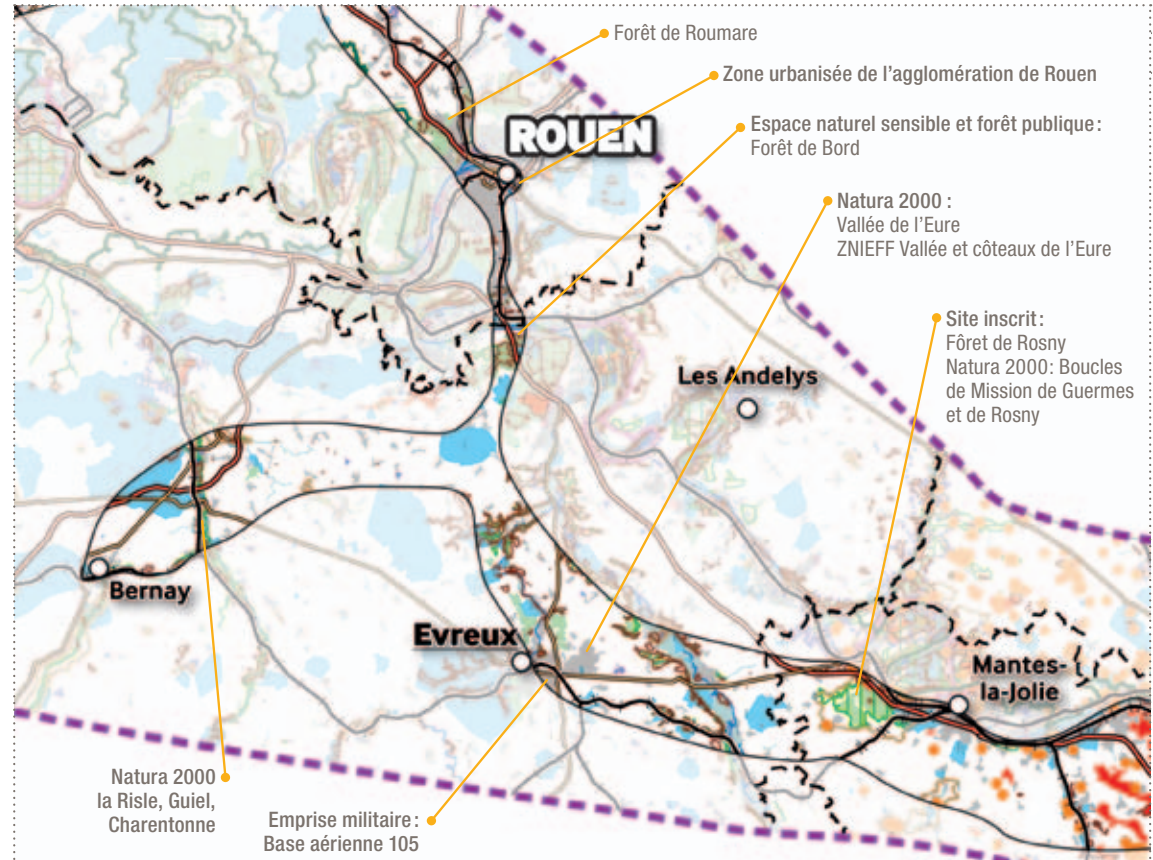 Forêt de Roumare
Zone urbanisée de l'agglomération de Rouen
ROUEN
Espace naturel sensible et forêt publique :
Forêt de Bord
Natura 2000 :
Vallée de l'Eure
ZNIEFF Vallée et côteaux de l'Eure
Site inscrit :
Fôret de Rosny
Natura 2000: Boucles
de Mission de Guermes
et de Rosny
Les Andelys
Bernay
Evreux
Mantes-
la-Jolie
Natura 2000
la Risle, Guiel,
Charentonne
Emprise militaire :
Base aérienne 105